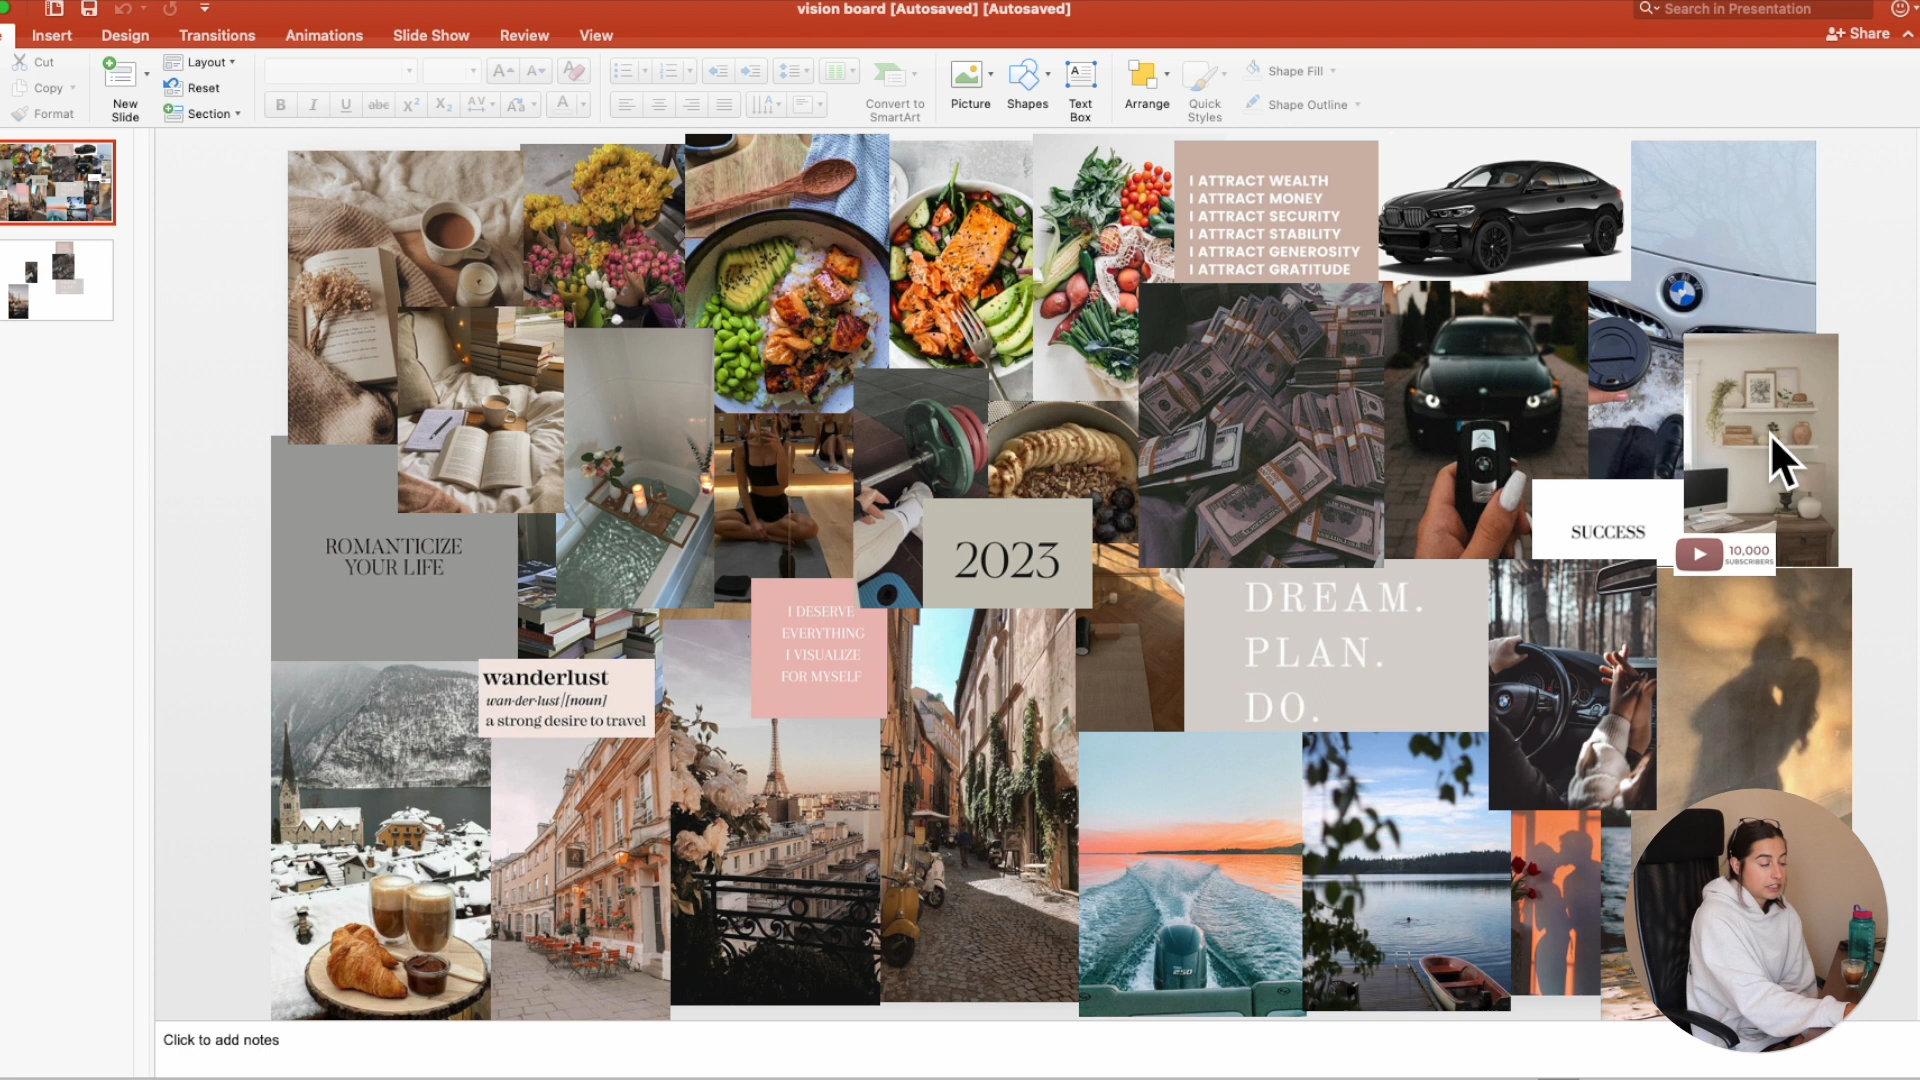 vision board [Autosaved] [Autosaved]
Search in Presentation
Insert
Design
Transitions
Animations
Slide Show
Review
View
Share
Cut
Copy
Format
New
Slide
Layout
Reset
Section
Convert to
SmartArt
Picture
Shapes
Text
Box
Arrange
Quick
Styles
Shape Fill
Shape Outline
I ATTRACT WEALTH
I ATTRACT MONEY
I ATTRACT SECURITY
I ATTRACT STABILITY
I ATTRACT GENEROSITY
I ATTRACT GRATITUDE
ROMANTICIZE
YOUR LIFE
2023
SUCCESS
10,000
SUBSCRIBERS
I DESERVE
EVERYTHING
I VISUALIZE
FOR MYSELF
DREAM.
PLAN.
DO.
wanderlust
wan·der·lust/[noun]
a strong desire to travel
250
Click to add notes